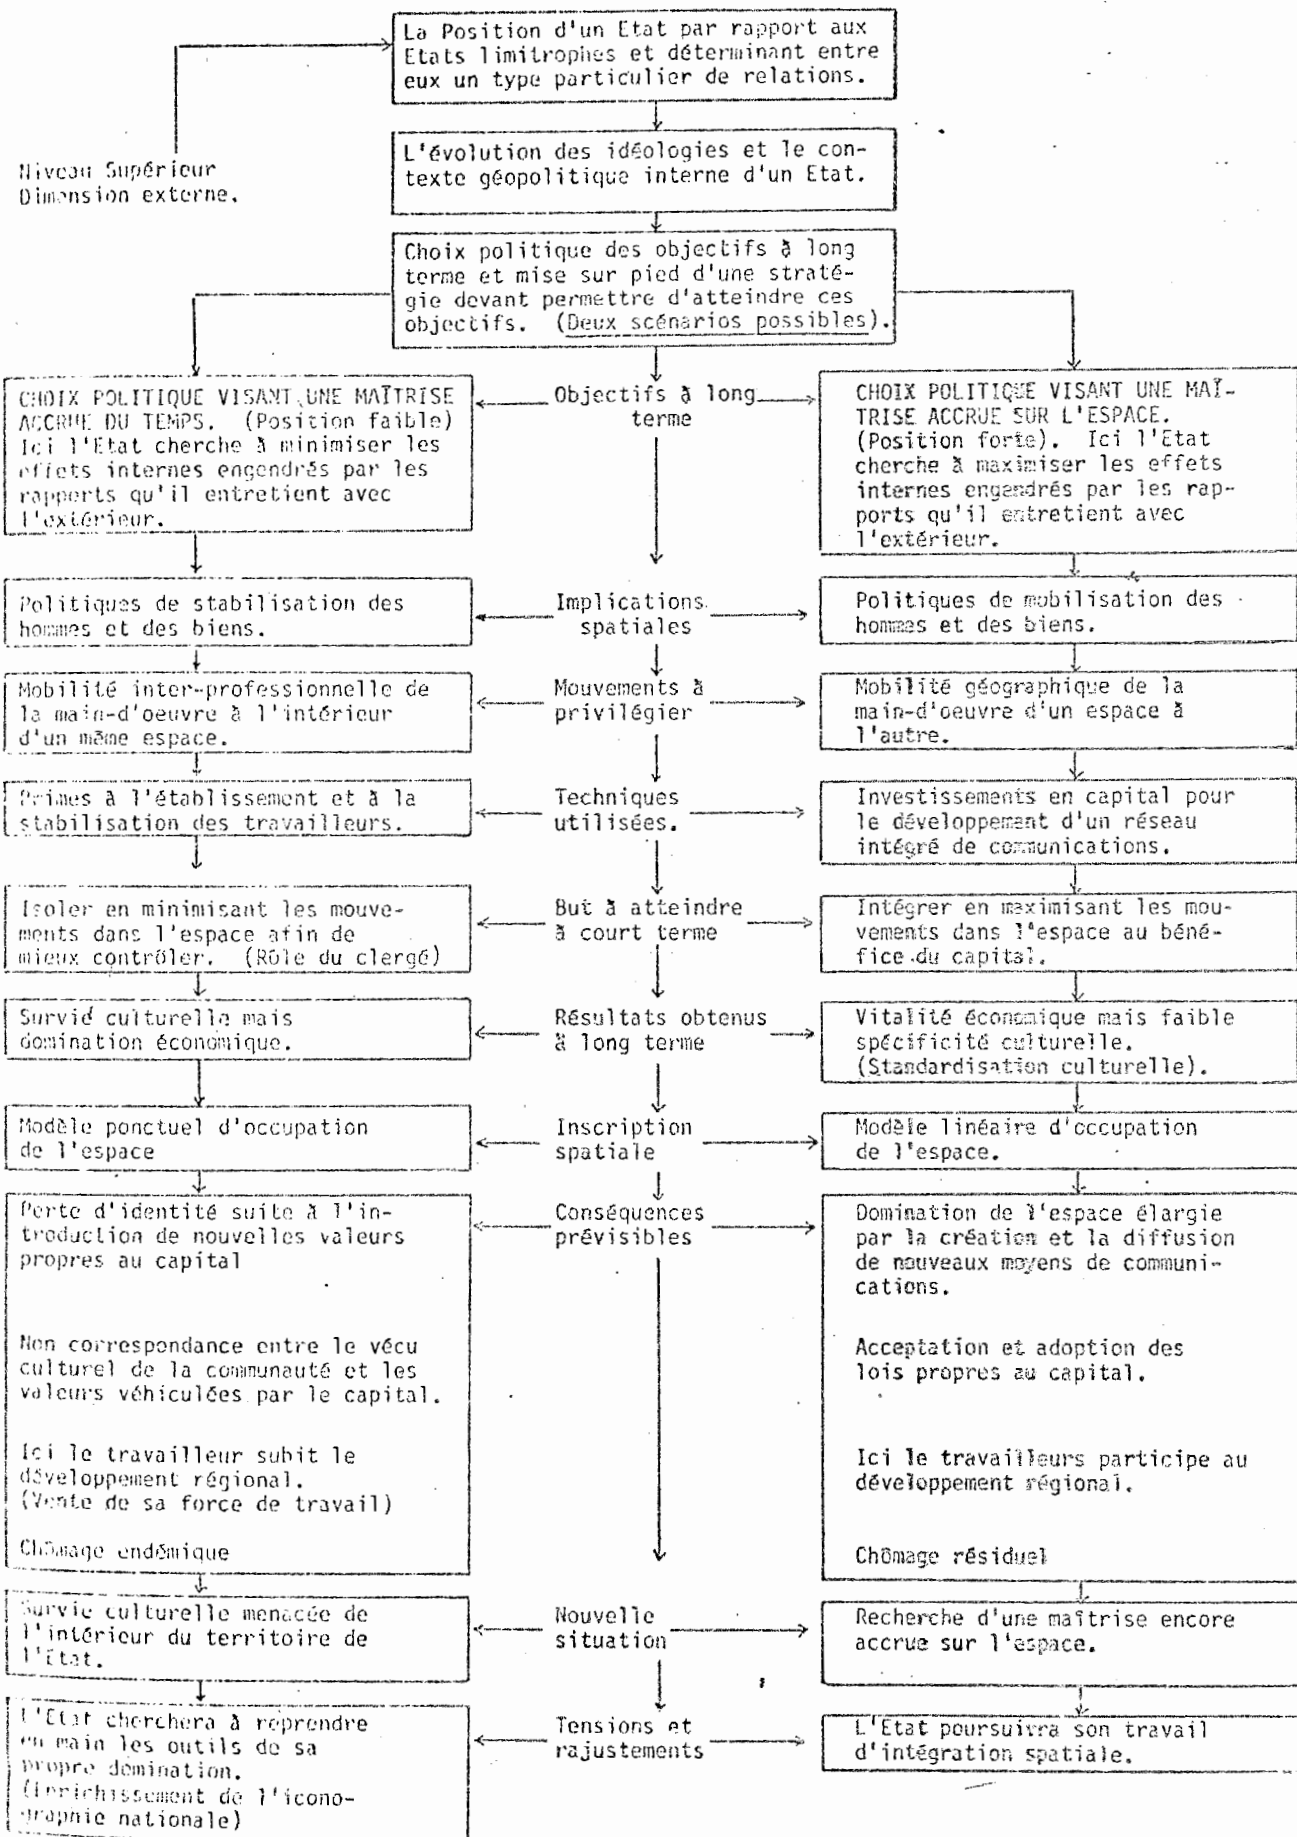 La Position d'un Etat par rapport aux
Etats limitrophes et déterminant entre
eux un type particulier de relations.
Niveau Supérieur
Dimension externe.
L'évolution des idéologies et le con-
texte géopolitique interne d'un Etat.
Choix politique des objectifs à long
terme et mise sur pied d'une straté-
gie devant permettre d'atteindre ces
objectifs. (Deux scénarios possibles).
CHOIX POLITIQUE VISANT UNE MAÎTRISE
ACCRUE DU TEMPS. (Position faible)
Ici l'Etat cherche à minimiser les
effets internes engendrés par les
rapports qu'il entretient avec
l'extérieur.
Objectifs à long
terme
CHOIX POLITIQUE VISANT UNE MAÎ-
TRISE ACCRUE SUR L'ESPACE.
(Position forte). Ici l'Etat
cherche à maximiser les effets
internes engendrés par les rap-
ports qu'il entretient avec
l'extérieur.
Politiques de stabilisation des
hommes et des biens.
Implications
spatiales
Politiques de mobilisation des
hommes et des biens.
Mobilité inter-professionnelle de
la main-d'oeuvre à l'intérieur
d'un même espace.
Mouvements à
privilégier
Mobilité géographique de la
main-d'oeuvre d'un espace à
l'autre.
Primes à l'établissement et à la
stabilisation des travailleurs.
Techniques
utilisées.
Investissements en capital pour
le développement d'un réseau
intégré de communications.
Isoler en minimisant les mouve-
ments dans l'espace afin de
mieux contrôler. (Rôle du clergé)
But à atteindre
à court terme
Intégrer en maximisant les mou-
vements dans l'espace au béné-
fice du capital.
Survie culturelle mais
domination économique.
Résultats obtenus
à long terme
Vitalité économique mais faible
spécificité culturelle.
(Standardisation culturelle).
Modèle ponctuel d'occupation
de l'espace
Inscription
spatiale
Modèle linéaire d'occupation
de l'espace.
Perte d'identité suite à l'in-
troduction de nouvelles valeurs
propres au capital
Non correspondance entre le vécu
culturel de la communauté et les
valeurs véhiculées par le capital.
Ici le travailleur subit le
développement régional.
(Vente de sa force de travail)
Chômage endémique
Conséquences
prévisibles
Domination de l'espace élargie
par la création et la diffusion
de nouveaux moyens de communi-
cations.
Acceptation et adoption des
lois propres au capital.
Ici le travailleurs participe au
développement régional.
Chômage résiduel
Survie culturelle menacée de
l'intérieur du territoire de
l'Etat.
Nouvelle
situation
Recherche d'une maîtrise encore
accrue sur l'espace.
L'Etat cherchera à reprendre
en main les outils de sa
propre domination.
(Enrichissement de l'icono-
graphie nationale)
Tensions et
rajustements
L'Etat poursuivra son travail
d'intégration spatiale.